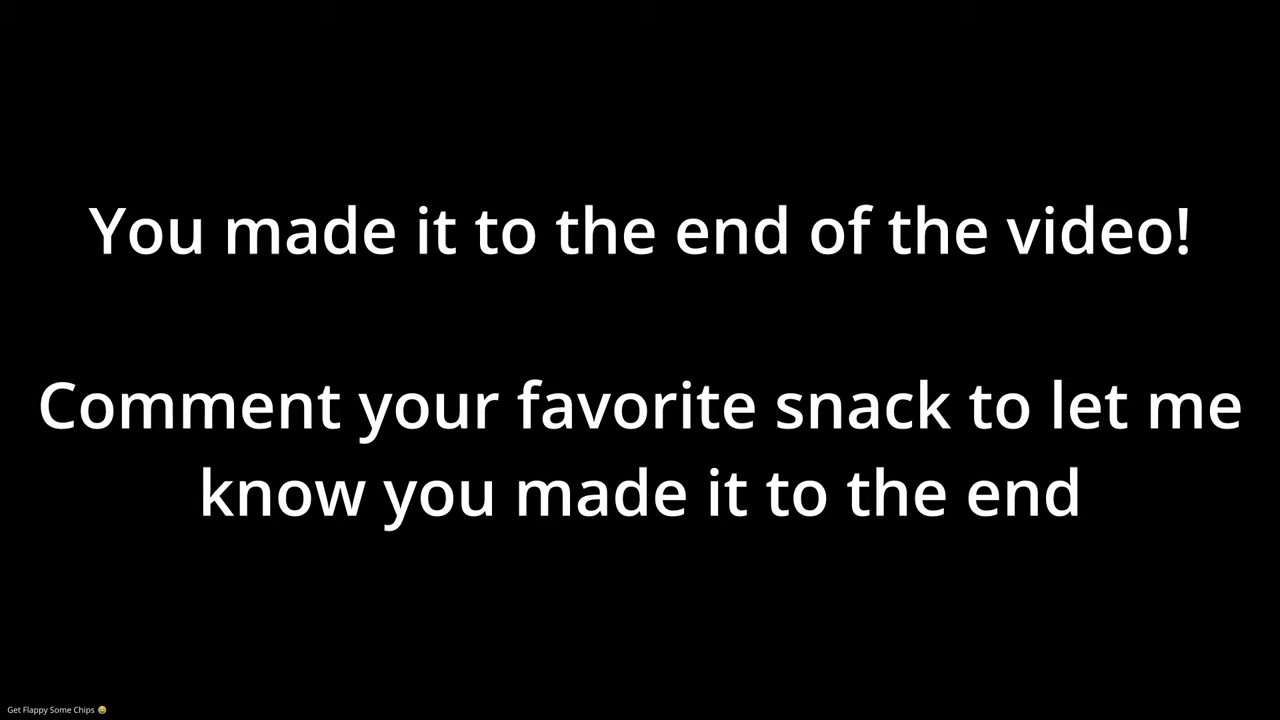 You made it to the end of the video!
Comment your favorite snack to let me
know you made it to the end
Get Flappy Some Chips 😄